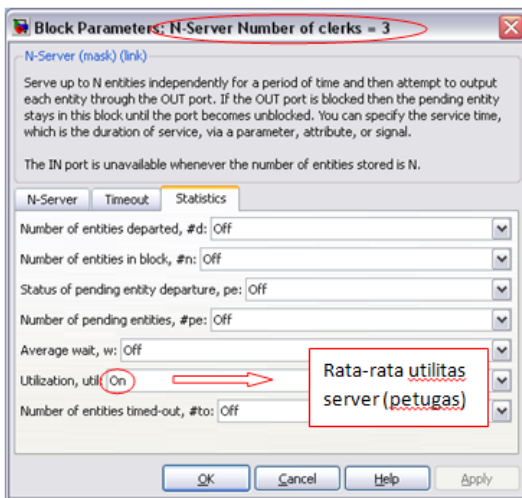 Block Parameters: N-Server Number of clerks = 3
N-Server (mask) (link)
Serve up to N entities independently for a period of time and then attempt to output
each entity through the OUT port. If the OUT port is blocked then the pending entity
stays in this block until the port becomes unblocked. You can specify the service time,
which is the duration of service, via a parameter, attribute, or signal.
The IN port is unavailable whenever the number of entities stored is N.
N-Server Timeout Statistics
Number of entities departed, #d: Off
Number of entities in block, #n: Off
Status of pending entity departure, pe: Off
Number of pending entities, #pe: Off
Average wait, w: Off
Utilization, util: On
Rata-rata utilitas
server (petugas)
Number of entities timed-out, #to: Off
OK Cancel Help Apply